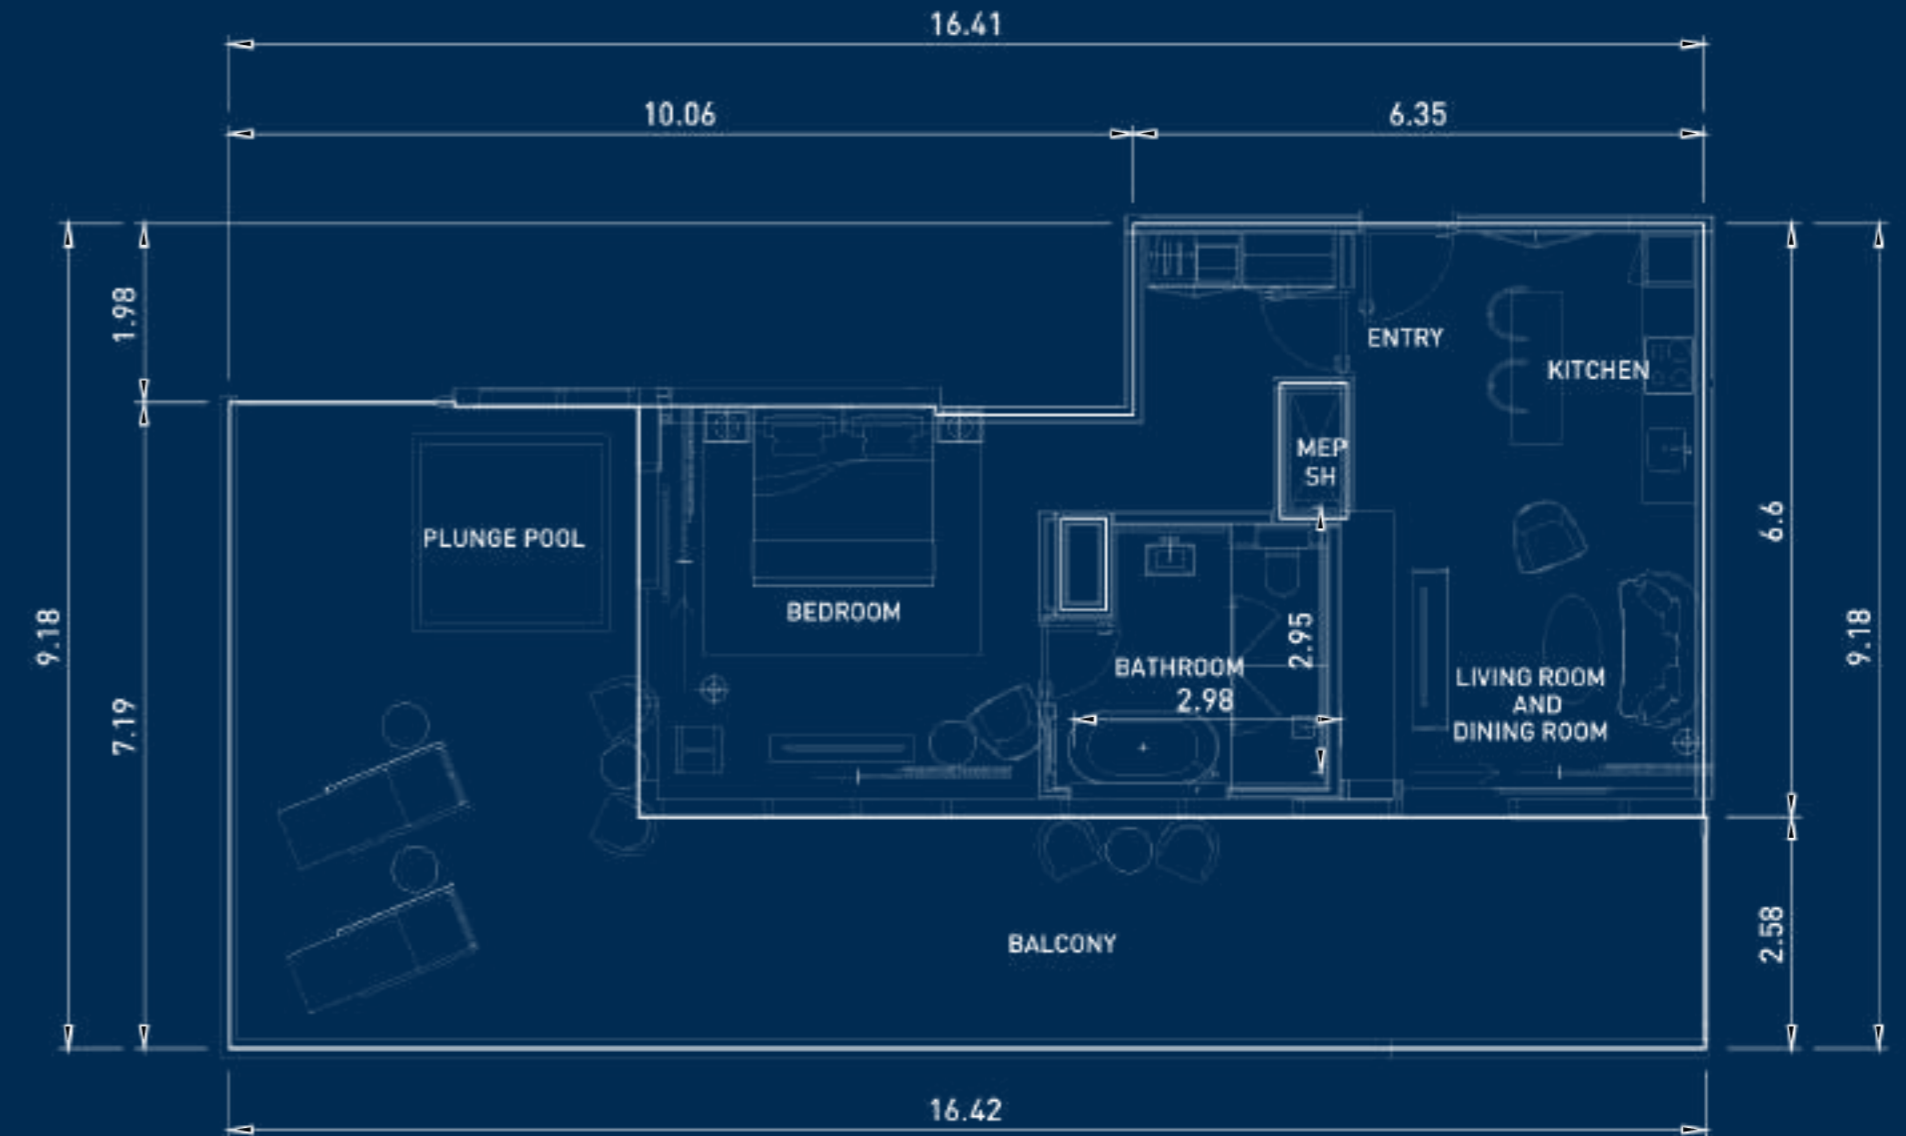 16.41
10.06
6.35
1.98
ENTRY
KITCHEN
MEP
SH
6.6
PLUNGE POOL
BEDROOM
9.18
2.95
9.18
BATHROOM
2.98
LIVING ROOM
AND
DINING ROOM
7.19
BALCONY
2.58
16.42